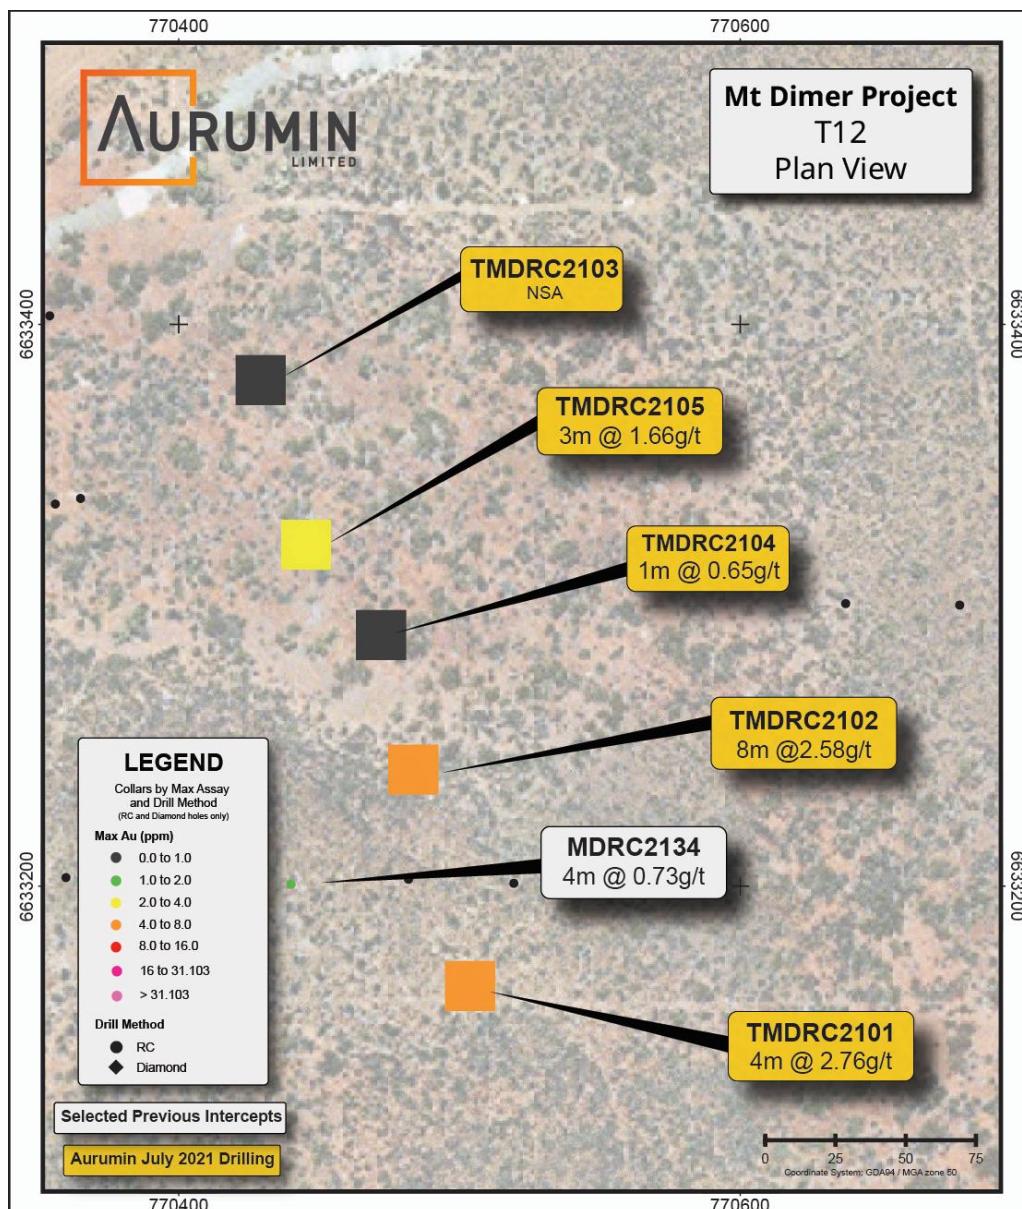 770400
770600
AURUMIN
LIMITED
Mt Dimer Project
T12
Plan View
TMDRC2103
NSA
6633400
6633400
TMDRC2105
3m @ 1.66g/t
TMDRC2104
1m @ 0.65g/t
TMDRC2102
8m @2.58g/t
LEGEND
Collars by Max Assay
and Drill Method
(RC and Diamond holes only)
Max Au (ppm)
0.0 to 1.0
1.0 to 2.0
2.0 to 4.0
4.0 to 8.0
8.0 to 16.0
16 to 31.103
> 31.103
Drill Method
RC
Diamond
MDRC2134
4m @ 0.73g/t
6633200
6633200
TMDRC2101
4m @ 2.76g/t
Selected Previous Intercepts
Aurumin July 2021 Drilling
0 25 50 75
Coordinate System: GDA94 / MGA zone 50
770400
770600